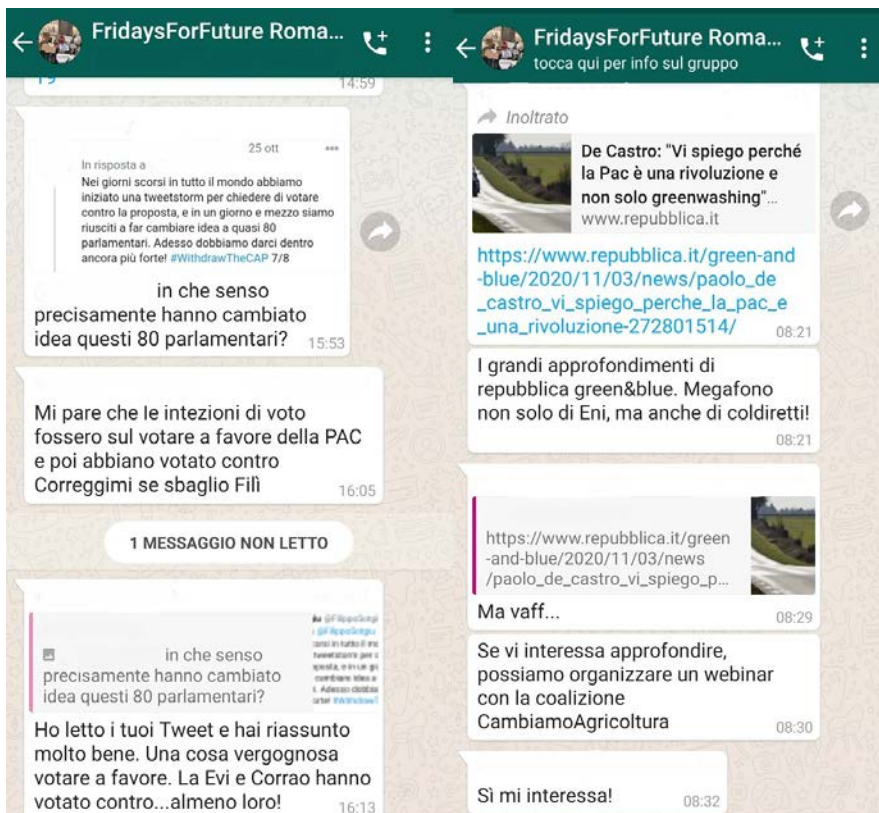 FridaysForFuture Roma...
19
14:59
25 ott
In risposta a
Nei giorni scorsi in tutto il mondo abbiamo
iniziato una tweetstorm per chiedere di votare
contro la proposta, e in un giorno e mezzo siamo
riusciti a far cambiare idea a quasi 80
parlamentari. Adesso dobbiamo darci dentro
ancora più forte! #WithdrawTheCAP 7/8
in che senso
precisamente hanno cambiato
idea questi 80 parlamentari?
15:53
Mi pare che le intezioni di voto
fossero sul votare a favore della PAC
e poi abbiano votato contro
Correggimi se sbaglio Filì
16:05
1 MESSAGGIO NON LETTO
in che senso
precisamente hanno cambiato
idea questi 80 parlamentari?
Ho letto i tuoi Tweet e hai riassunto
molto bene. Una cosa vergognosa
votare a favore. La Evi e Corrao hanno
votato contro...almeno loro!
16:13
FridaysForFuture Roma...
tocca qui per info sul gruppo
Inoltrato
De Castro: "Vi spiego perché
la Pac è una rivoluzione e
non solo greenwashing"...
www.repubblica.it
https://www.repubblica.it/green-and
-blue/2020/11/03/news/paolo_de
_castro_vi_spiego_perche_la_pac_e
_una_rivoluzione-272801514/
08:21
I grandi approfondimenti di
repubblica green&blue. Megafono
non solo di Eni, ma anche di coldiretti!
08:21
https://www.repubblica.it/green
-and-blue/2020/11/03/news
/paolo_de_castro_vi_spiego_p...
Ma vaff...
08:29
Se vi interessa approfondire,
possiamo organizzare un webinar
con la coalizione
CambiamoAgricoltura
08:30
Sì mi interessa!
08:32